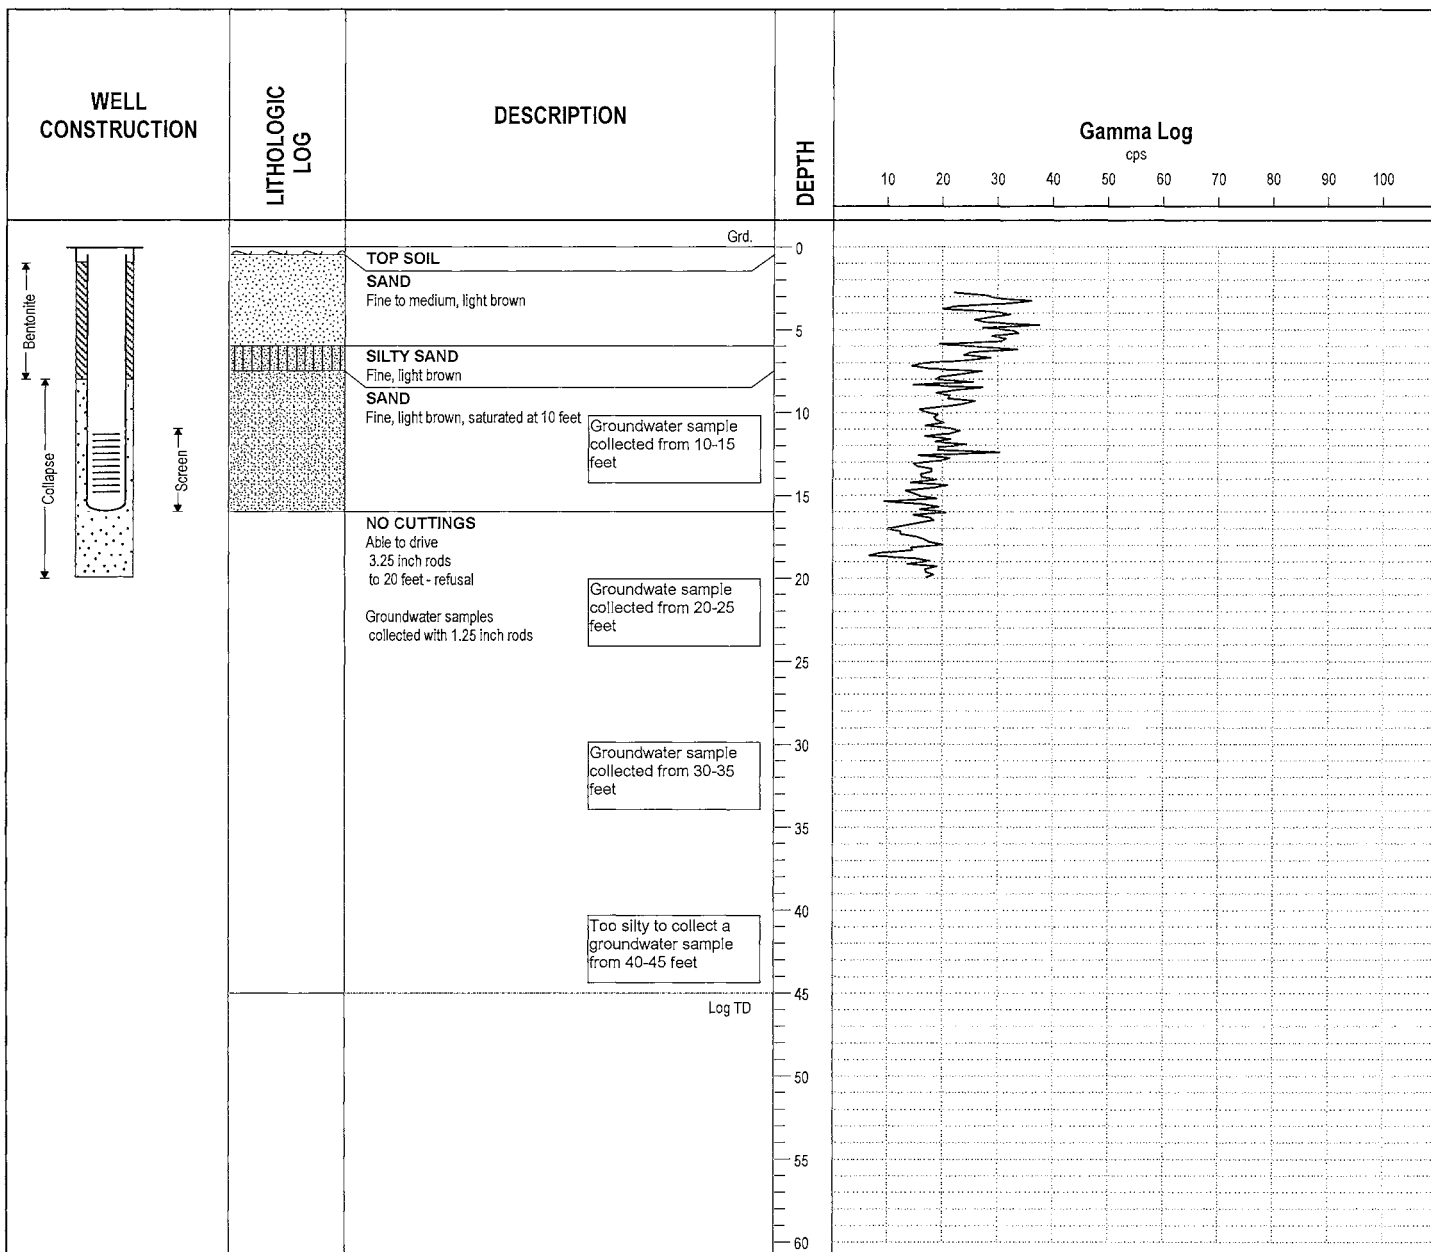 WELL
CONSTRUCTION
LITHOLOGIC
LOG
DESCRIPTION
DEPTH
Gamma Log
cps
10 20 30 40 50 60 70 80 90 100
Grd.
0
TOP SOIL
SAND
Fine to medium, light brown
Bentonite
5
SILTY SAND
Fine, light brown
SAND
Fine, light brown, saturated at 10 feet
10
Groundwater sample
collected from 10-15
feet
Collapse
Screen
15
NO CUTTINGS
Able to drive
3.25 inch rods
to 20 feet - refusal
20
Groundwate sample
collected from 20-25
feet
Groundwater samples
collected with 1.25 inch rods
25
30
Groundwater sample
collected from 30-35
feet
35
40
Too silty to collect a
groundwater sample
from 40-45 feet
45
Log TD
50
55
60